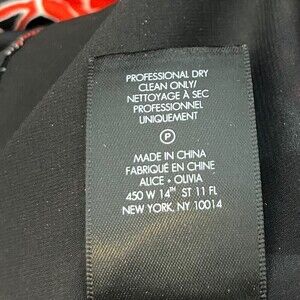 PROFESSIONAL DRY
CLEAN ONLY/
NETTOYAGE À SEC
PROFESSIONNEL
UNIQUEMENT
P
MADE IN CHINA
FABRIQUÉ EN CHINE
ALICE + OLIVIA
450 W 14TH ST 11 FL
NEW YORK, NY 10014